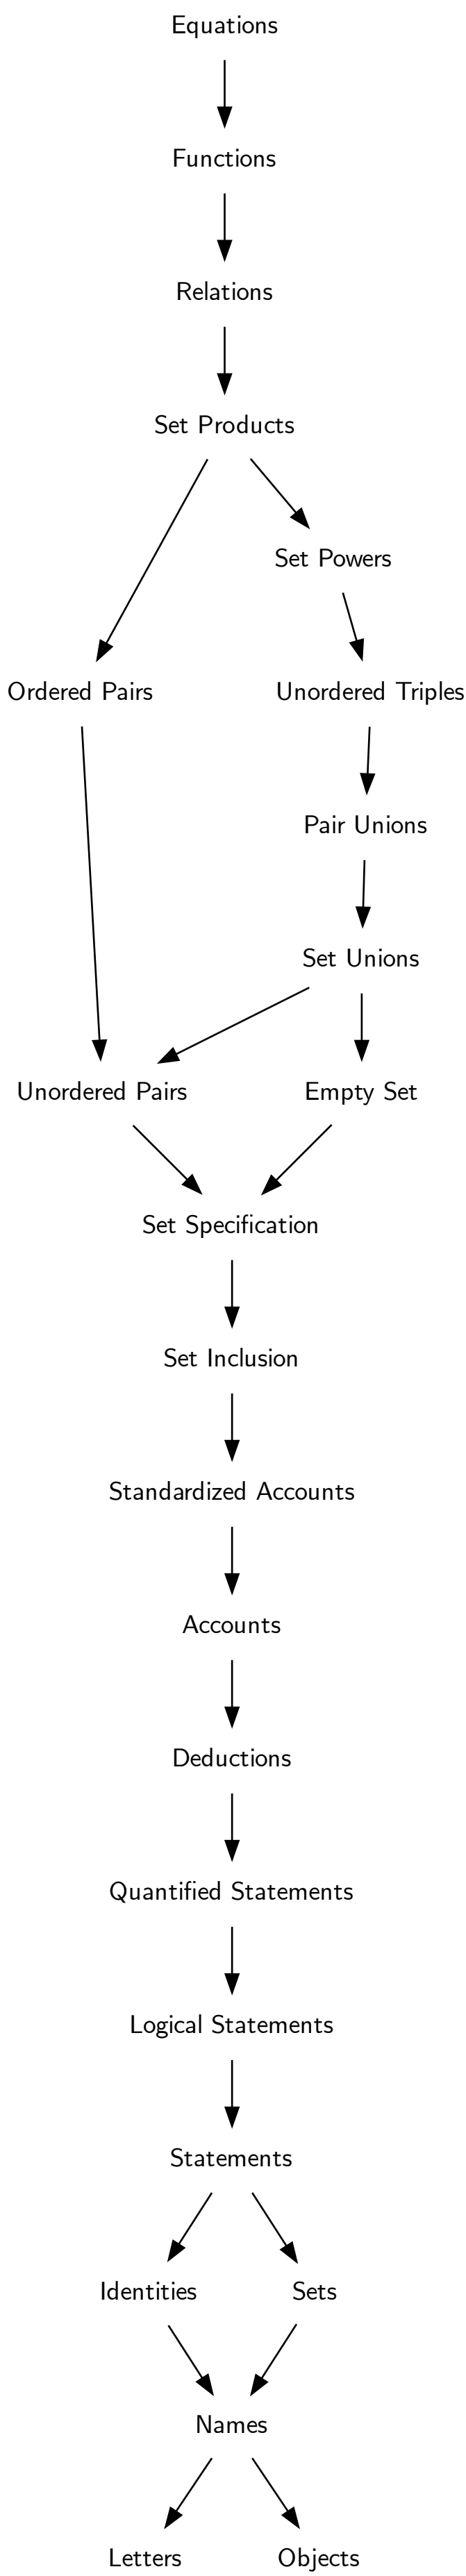 Equations
Functions
Relations
Set Products
Set Powers
Ordered Pairs
Unordered Triples
Pair Unions
Set Unions
Unordered Pairs
Empty Set
Set Specification
Set Inclusion
Standardized Accounts
Accounts
Deductions
Quantified Statements
Logical Statements
Statements
Identities
Sets
Names
Letters
Objects